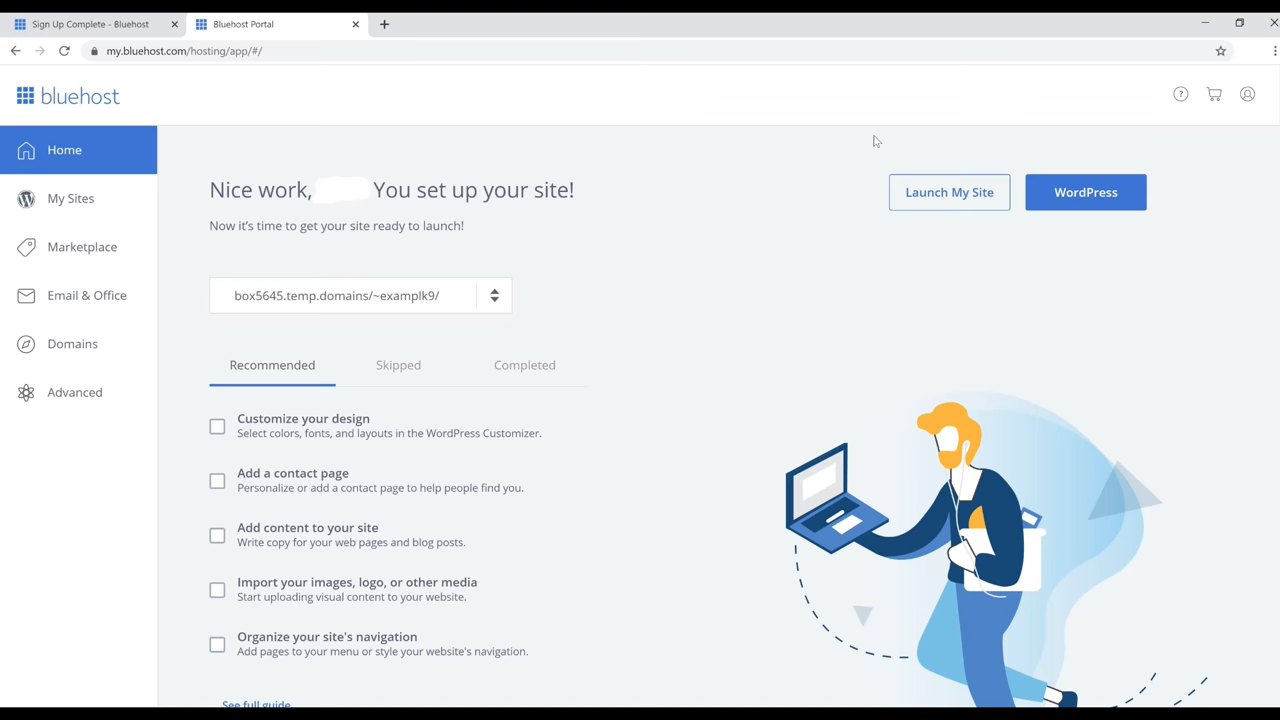 Sign Up Complete - Bluehost
Bluehost Portal
my.bluehost.com/hosting/app/#/
bluehost
Home
My Sites
Marketplace
Email & Office
Domains
Advanced
Nice work, You set up your site!
Launch My Site
WordPress
Now it's time to get your site ready to launch!
box5645.temp.domains/~examplk9/
Recommended
Skipped
Completed
Customize your design
Select colors, fonts, and layouts in the WordPress Customizer.
Add a contact page
Personalize or add a contact page to help people find you.
Add content to your site
Write copy for your web pages and blog posts.
Import your images, logo, or other media
Start uploading visual content to your website.
Organize your site's navigation
Add pages to your menu or style your website's navigation.
See full guide